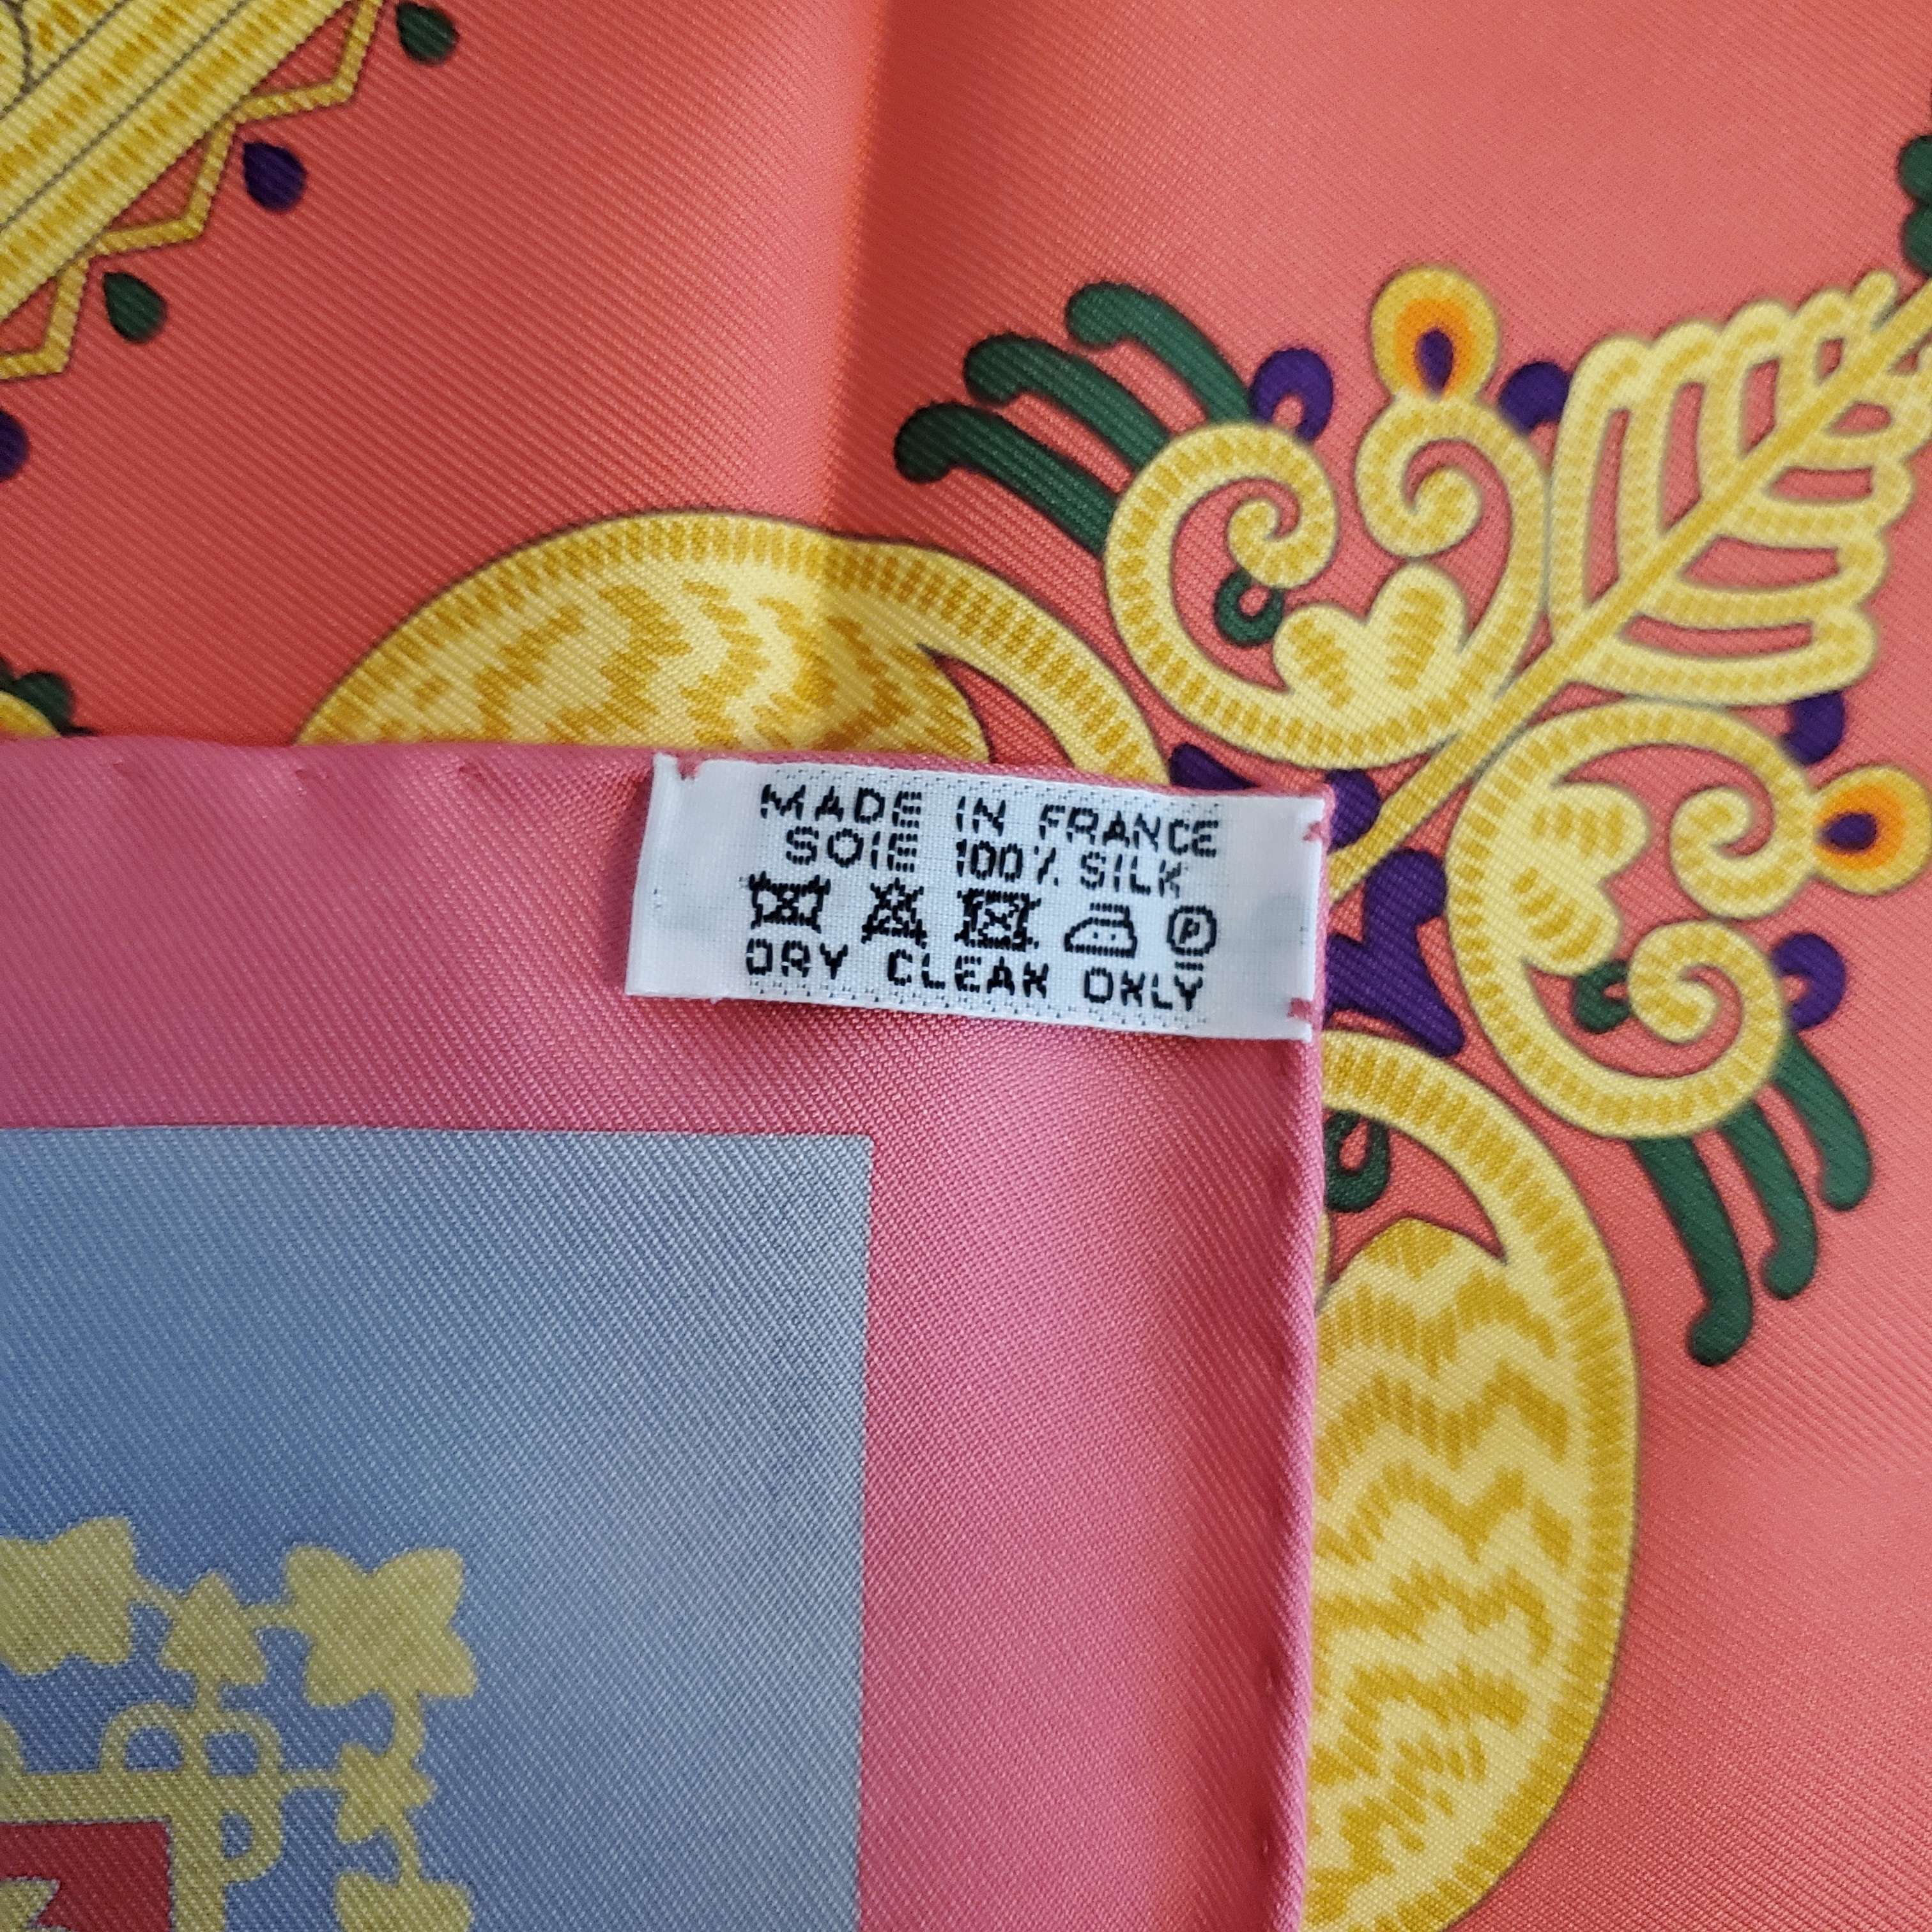 MADE IN FRANCE
SOIE 100% SILK
P
DRY CLEAN ONLY